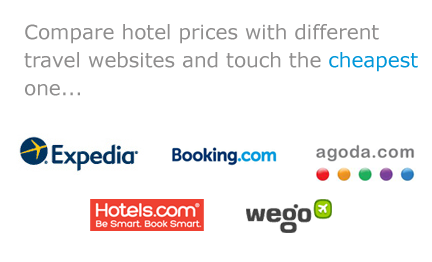 Compare hotel prices with different
travel websites and touch the cheapest
one...
Expedia®
Booking.com
agoda.com
Hotels.com®
Be Smart. Book Smart.
wego